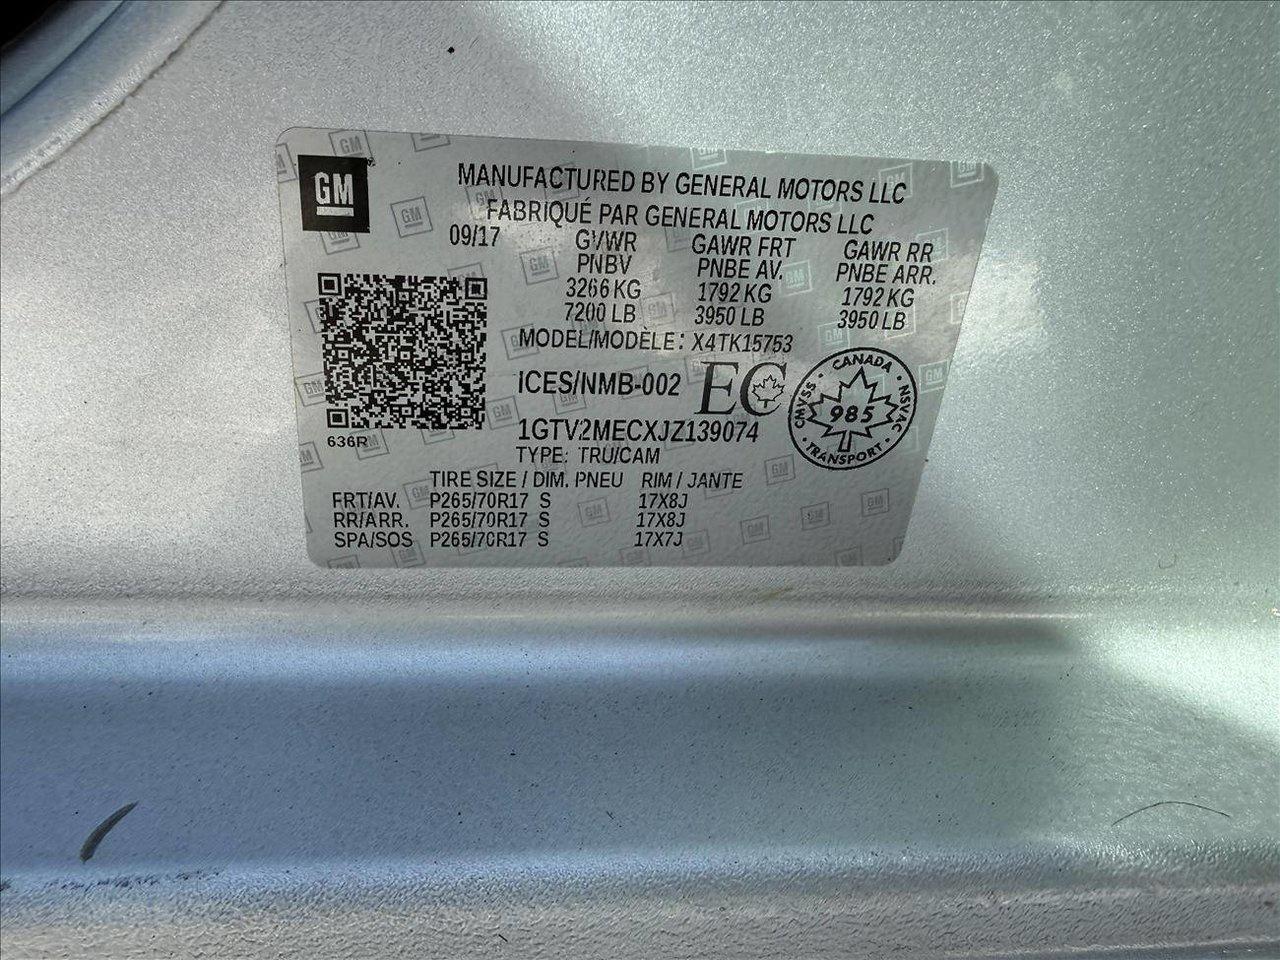 GM
MANUFACTURED BY GENERAL MOTORS LLC
FABRIQUÉ PAR GENERAL MOTORS LLC
09/17 GVWR GAWR FRT GAWR RR
PNBV PNBE AV. PNBE ARR.
3266 KG 1792 KG 1792 KG
7200 LB 3950 LB 3950 LB
MODEL/MODÈLE: X4TK15753
ICES/NMB-002 EC
CANADA
CMVSS 985 NSVAC
TRANSPORT
636R
1GTV2MECXJZ139074
TYPE: TRU/CAM
TIRE SIZE / DIM. PNEU RIM / JANTE
FRT/AV. P265/70R17 S 17X8J
RR/ARR. P265/70R17 S 17X8J
SPA/SOS P265/70R17 S 17X7J